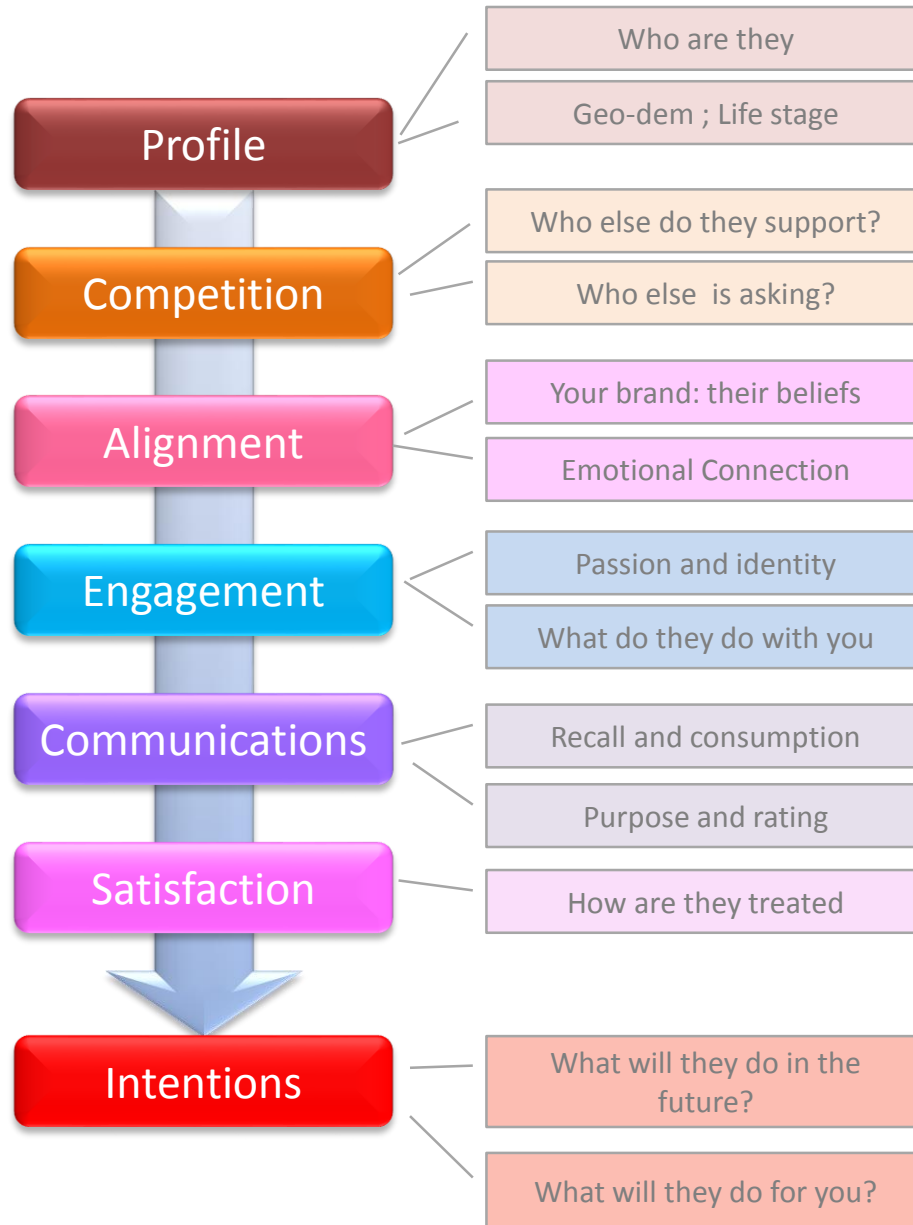 Profile
Who are they
Geo-dem ; Life stage
Competition
Who else do they support?
Who else  is asking?
Alignment
Your brand: their beliefs
Emotional Connection
Engagement
Passion and identity
What do they do with you
Communications
Recall and consumption
Purpose and rating
Satisfaction
How are they treated
Intentions
What will they do in the
future?
What will they do for you?